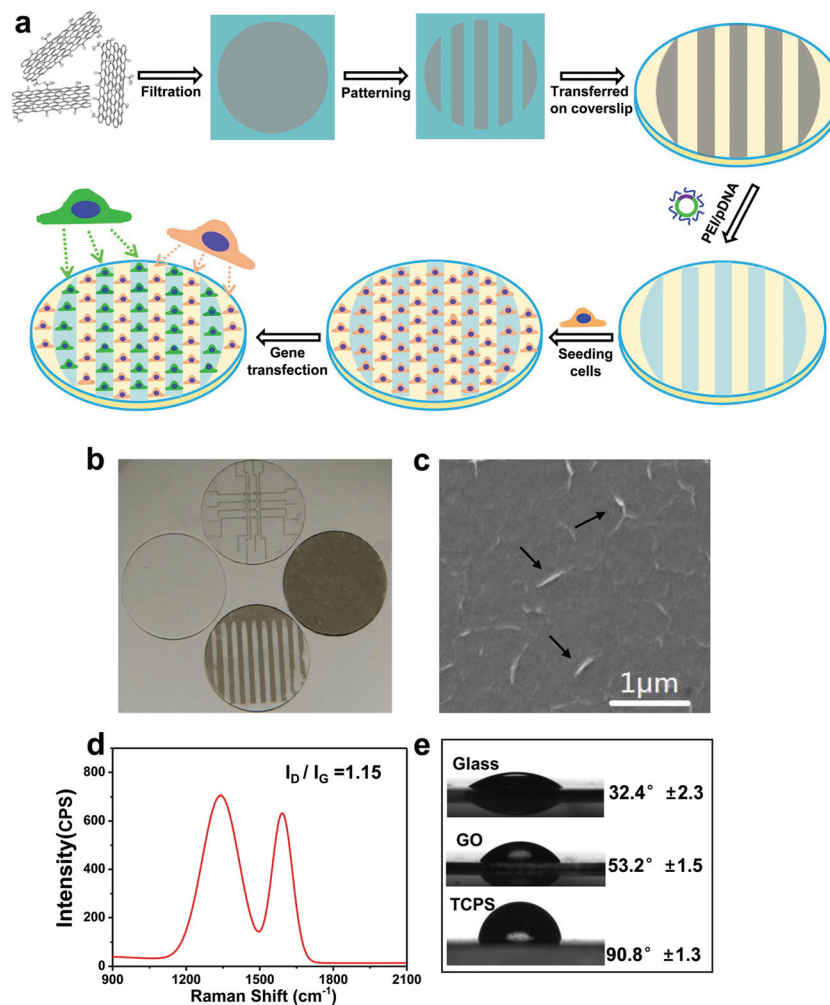 a
Filtration
Patterning
Transferred
on coverslip
PEI/pDNA
Seeding
cells
Gene
transfection
b
c
1μm
d
I_D / I_G =1.15
Intensity(CPS)
800
600
400
200
0
900
1200
1500
1800
2100
Raman Shift (cm⁻¹)
e
Glass
32.4° ±2.3
GO
53.2° ±1.5
TCPS
90.8° ±1.3